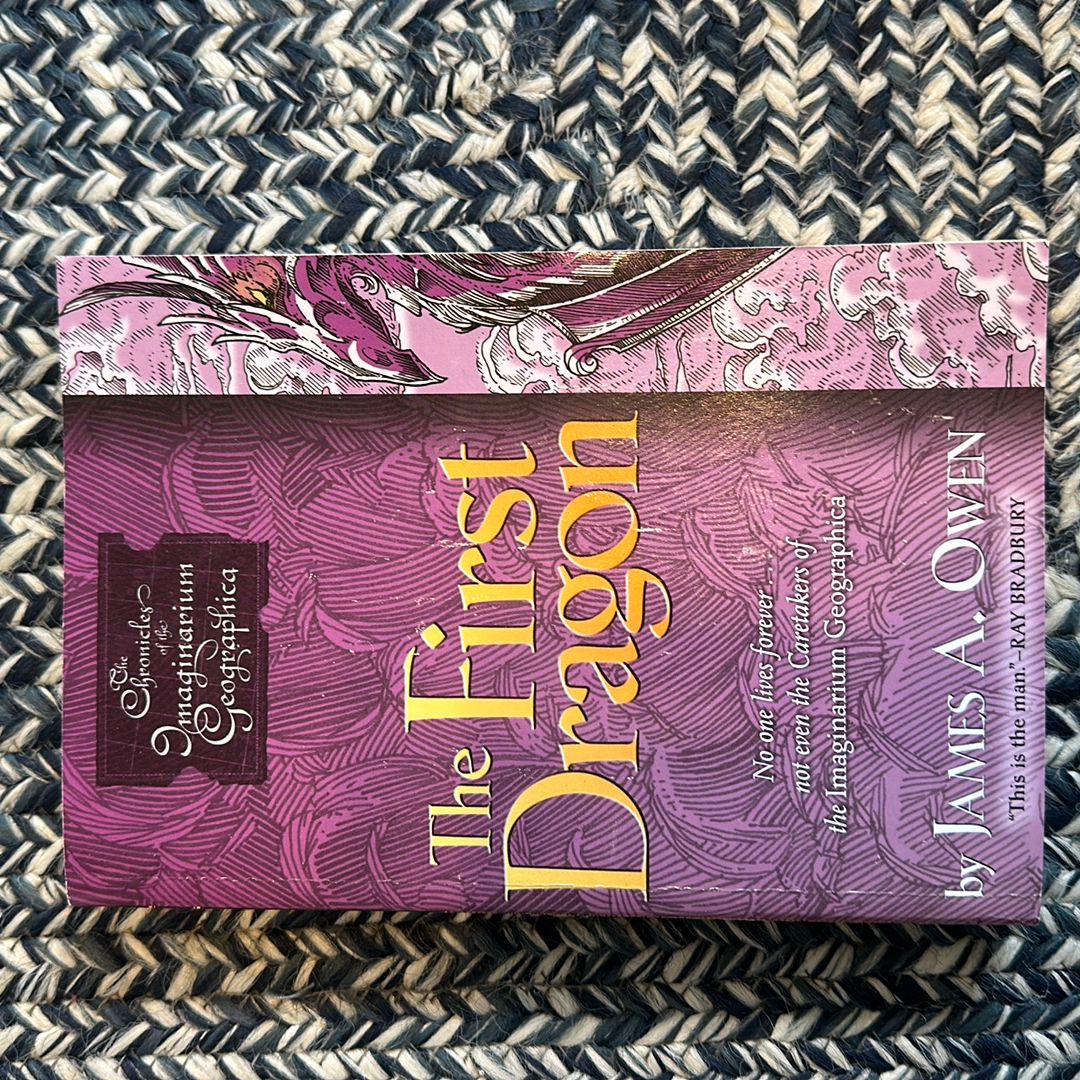 The
Chronicles
of the
Imaginarium
Geographica
The First
Dragon
No one lives forever . . .
not even the Caretakers of
the Imaginarium Geographica
by JAMES A. OWEN
“This is the man.” –RAY BRADBURY